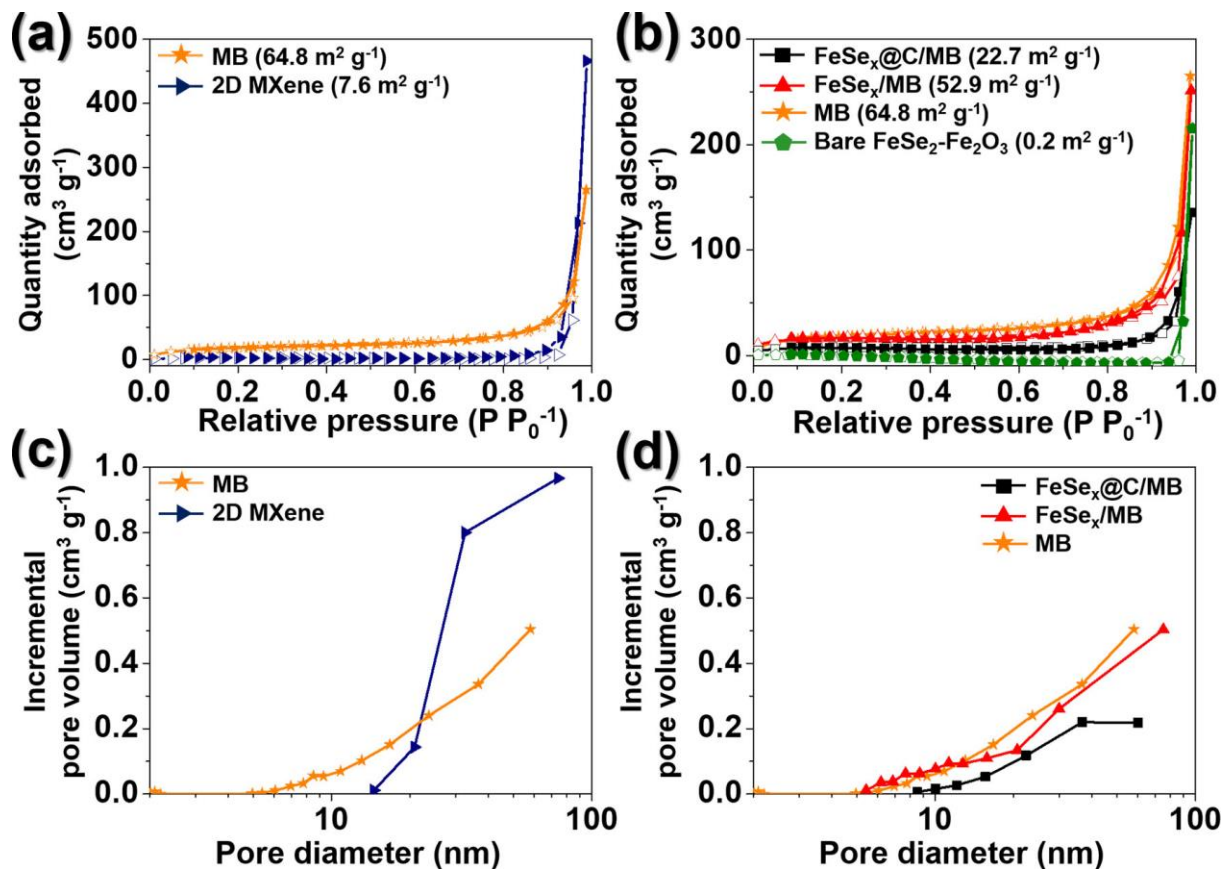 (a)
500
400
300
200
100
0
Quantity adsorbed
(cm³ g⁻¹)
MB (64.8 m² g⁻¹)
2D MXene (7.6 m² g⁻¹)
0.0 0.2 0.4 0.6 0.8 1.0
Relative pressure (P P₀⁻¹)
(b)
300
200
100
0
Quantity adsorbed
(cm³ g⁻¹)
FeSeₓ@C/MB (22.7 m² g⁻¹)
FeSeₓ/MB (52.9 m² g⁻¹)
MB (64.8 m² g⁻¹)
Bare FeSe₂-Fe₂O₃ (0.2 m² g⁻¹)
0.0 0.2 0.4 0.6 0.8 1.0
Relative pressure (P P₀⁻¹)
(c)
1.0
0.8
0.6
0.4
0.2
0.0
Incremental
pore volume (cm³ g⁻¹)
MB
2D MXene
10 100
Pore diameter (nm)
(d)
1.0
0.8
0.6
0.4
0.2
0.0
Incremental
pore volume (cm³ g⁻¹)
FeSeₓ@C/MB
FeSeₓ/MB
MB
10 100
Pore diameter (nm)